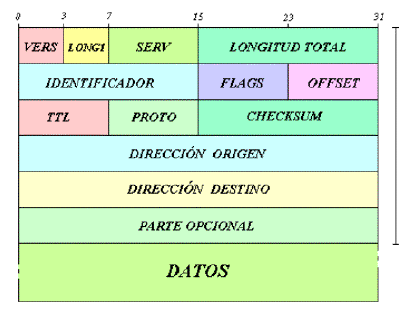 0 3 7 15 23 31
VERS LONGI SERV LONGITUD TOTAL
IDENTIFICADOR FLAGS OFFSET
TTL PROTO CHECKSUM
DIRECCIÓN ORIGEN
DIRECCIÓN DESTINO
PARTE OPCIONAL
DATOS